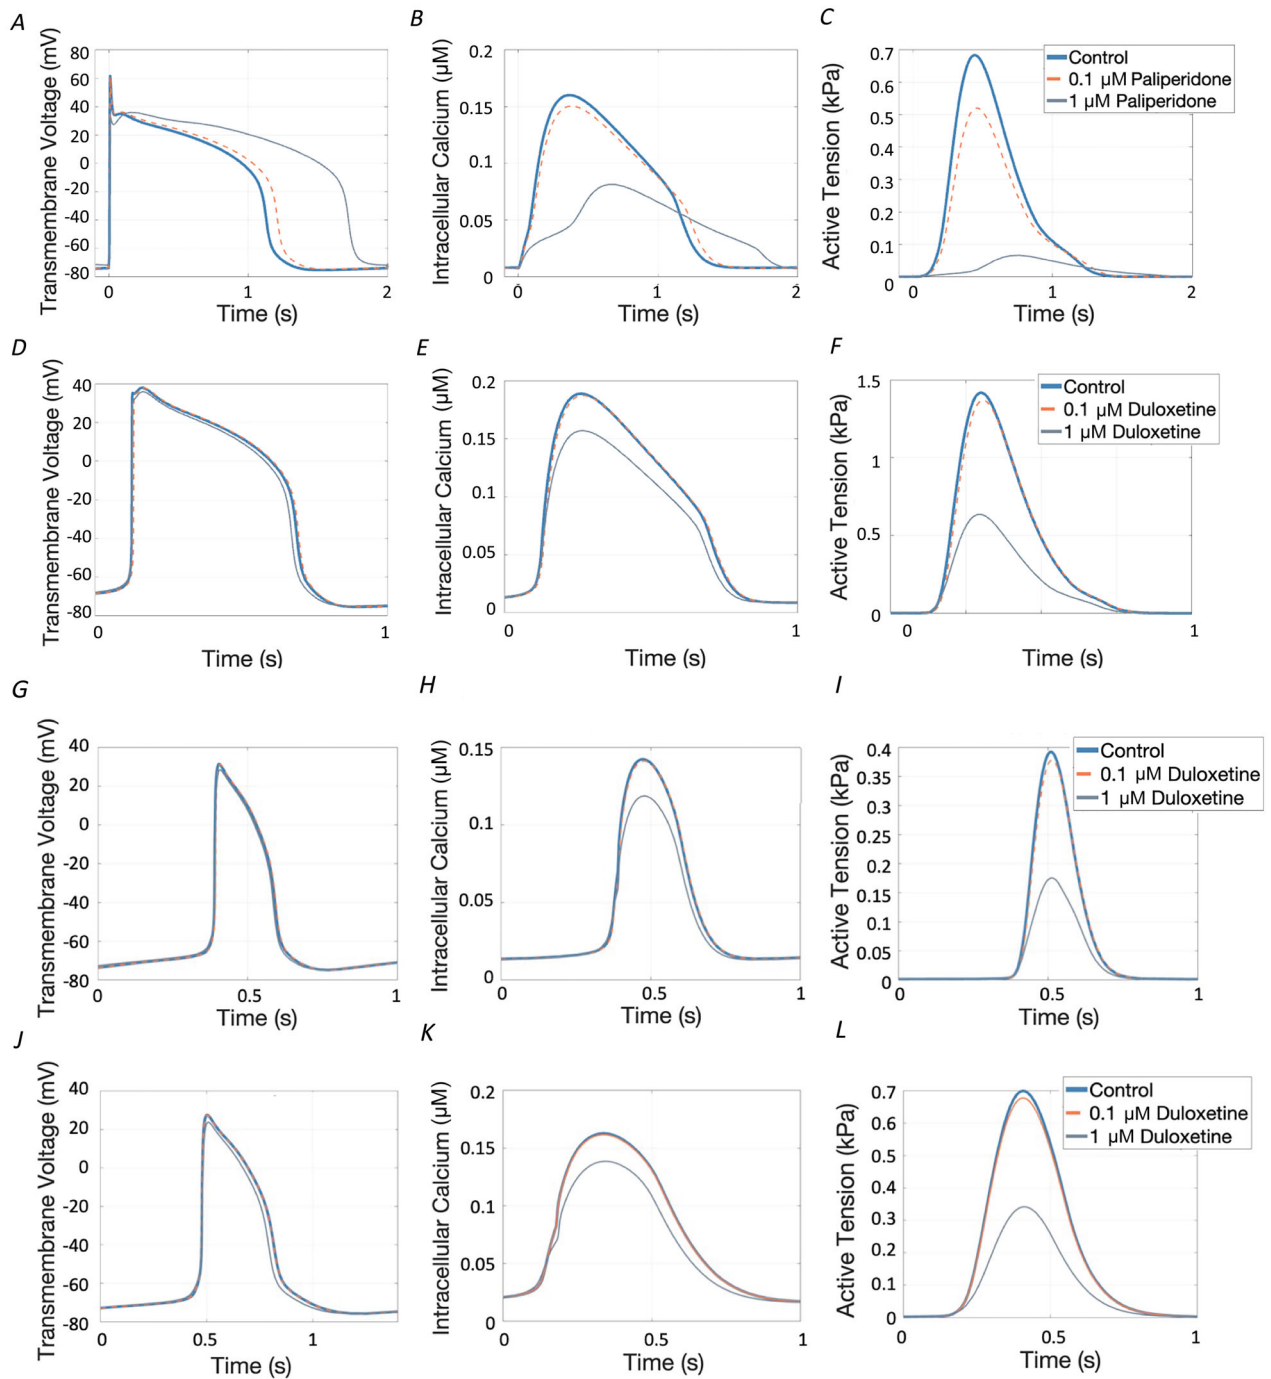 A
Transmembrane Voltage (mV)
80
60
40
20
0
-20
-40
-60
-80
0
1
2
Time (s)
B
Intracellular Calcium (µM)
0.2
0.15
0.1
0.05
0
0
1
2
Time (s)
C
Active Tension (kPa)
0.7
0.6
0.5
0.4
0.3
0.2
0.1
0
0
1
2
Time (s)
Control
0.1 µM Paliperidone
1 µM Paliperidone
D
Transmembrane Voltage (mV)
40
20
0
-20
-40
-60
-80
0
1
Time (s)
E
Intracellular Calcium (µM)
0.2
0.15
0.1
0.05
0
0
1
Time (s)
F
Active Tension (kPa)
1.5
1
0.5
0
0
1
Time (s)
Control
0.1 µM Duloxetine
1 µM Duloxetine
G
Transmembrane Voltage (mV)
40
20
0
-20
-40
-60
-80
0
0.5
1
Time (s)
H
Intracellular Calcium (µM)
0.15
0.1
0.05
0
0
0.5
1
Time (s)
I
Active Tension (kPa)
0.4
0.35
0.3
0.25
0.2
0.15
0.1
0.05
0
0
0.5
1
Time (s)
Control
0.1 µM Duloxetine
1 µM Duloxetine
J
Transmembrane Voltage (mV)
40
20
0
-20
-40
-60
-80
0
0.5
1
Time (s)
K
Intracellular Calcium (µM)
0.2
0.15
0.1
0.05
0
0
0.5
1
Time (s)
L
Active Tension (kPa)
0.7
0.6
0.5
0.4
0.3
0.2
0.1
0
0
0.5
1
Time (s)
Control
0.1 µM Duloxetine
1 µM Duloxetine